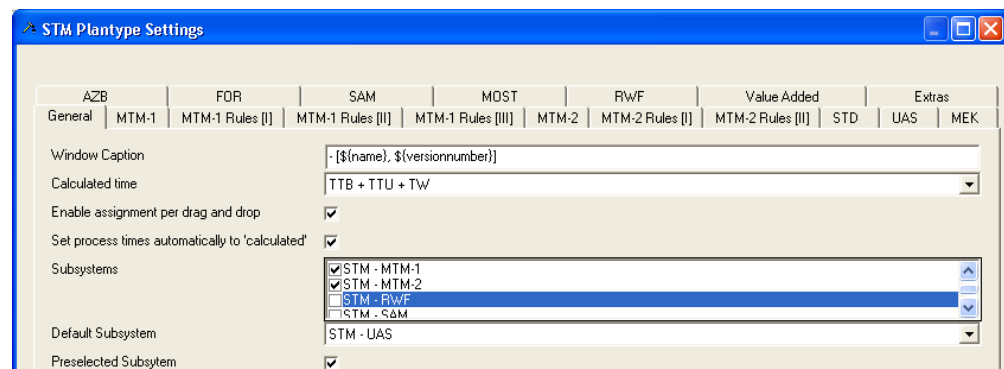 STM Plantype Settings
AZB FOR SAM MOST RWF Value Added Extras
General MTM-1 MTM-1 Rules [I] MTM-1 Rules [II] MTM-1 Rules [III] MTM-2 MTM-2 Rules [I] MTM-2 Rules [II] STD UAS MEK
Window Caption - [${name}, ${versionnumber}]
Calculated time TTB + TTU + TW
Enable assignment per drag and drop
Set process times automatically to 'calculated'
Subsystems STM - MTM-1
STM - MTM-2
STM - RWF
STM - SAM
Default Subsystem STM - UAS
Preselected Subsytem